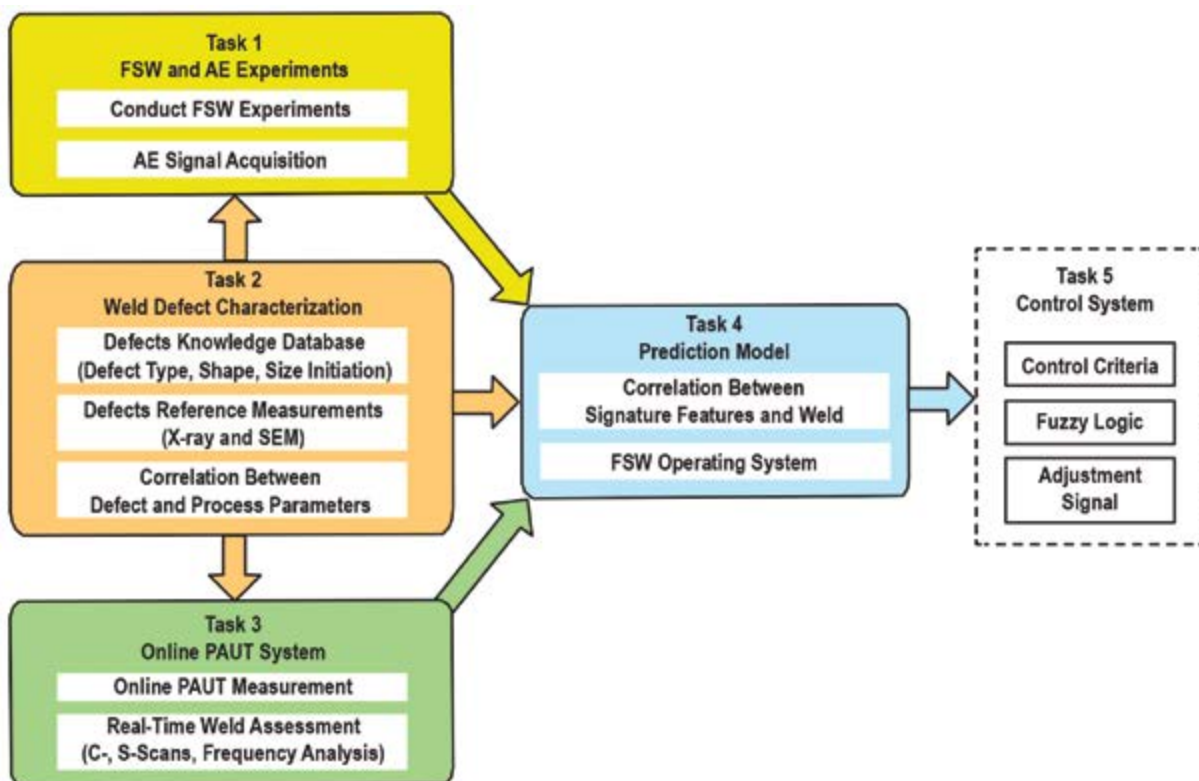 Task 1
FSW and AE Experiments
Conduct FSW Experiments
AE Signal Acquisition
Task 2
Weld Defect Characterization
Defects Knowledge Database
(Defect Type, Shape, Size Initiation)
Defects Reference Measurements
(X-ray and SEM)
Correlation Between
Defect and Process Parameters
Task 3
Online PAUT System
Online PAUT Measurement
Real-Time Weld Assessment
(C-, S-Scans, Frequency Analysis)
Task 4
Prediction Model
Correlation Between
Signature Features and Weld
FSW Operating System
Task 5
Control System
Control Criteria
Fuzzy Logic
Adjustment
Signal